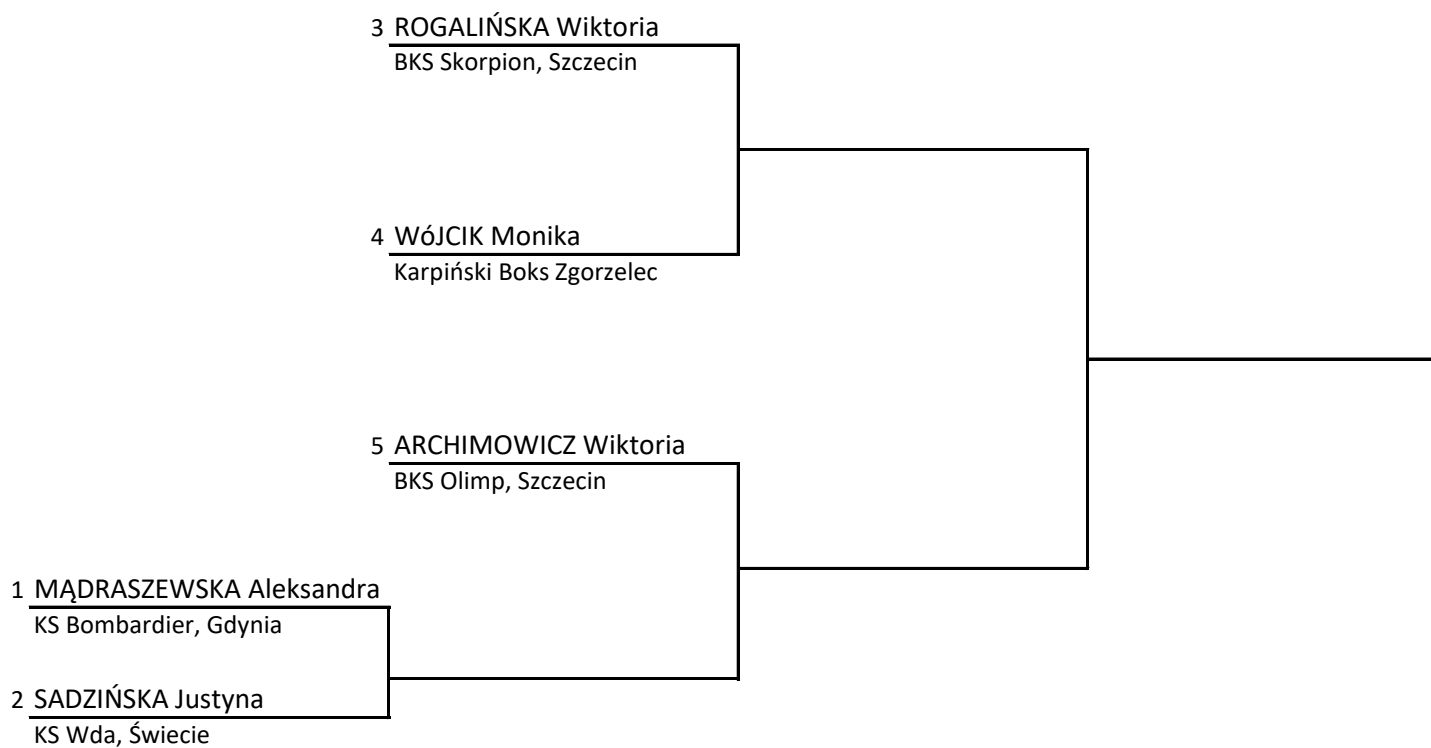 3 ROGALIŃSKA Wiktoria
BKS Skorpion, Szczecin
4 WóJCIK Monika
Karpiński Boks Zgorzelec
5 ARCHIMOWICZ Wiktoria
BKS Olimp, Szczecin
1 MĄDRASZEWSKA Aleksandra
KS Bombardier, Gdynia
2 SADZIŃSKA Justyna
KS Wda, Świecie